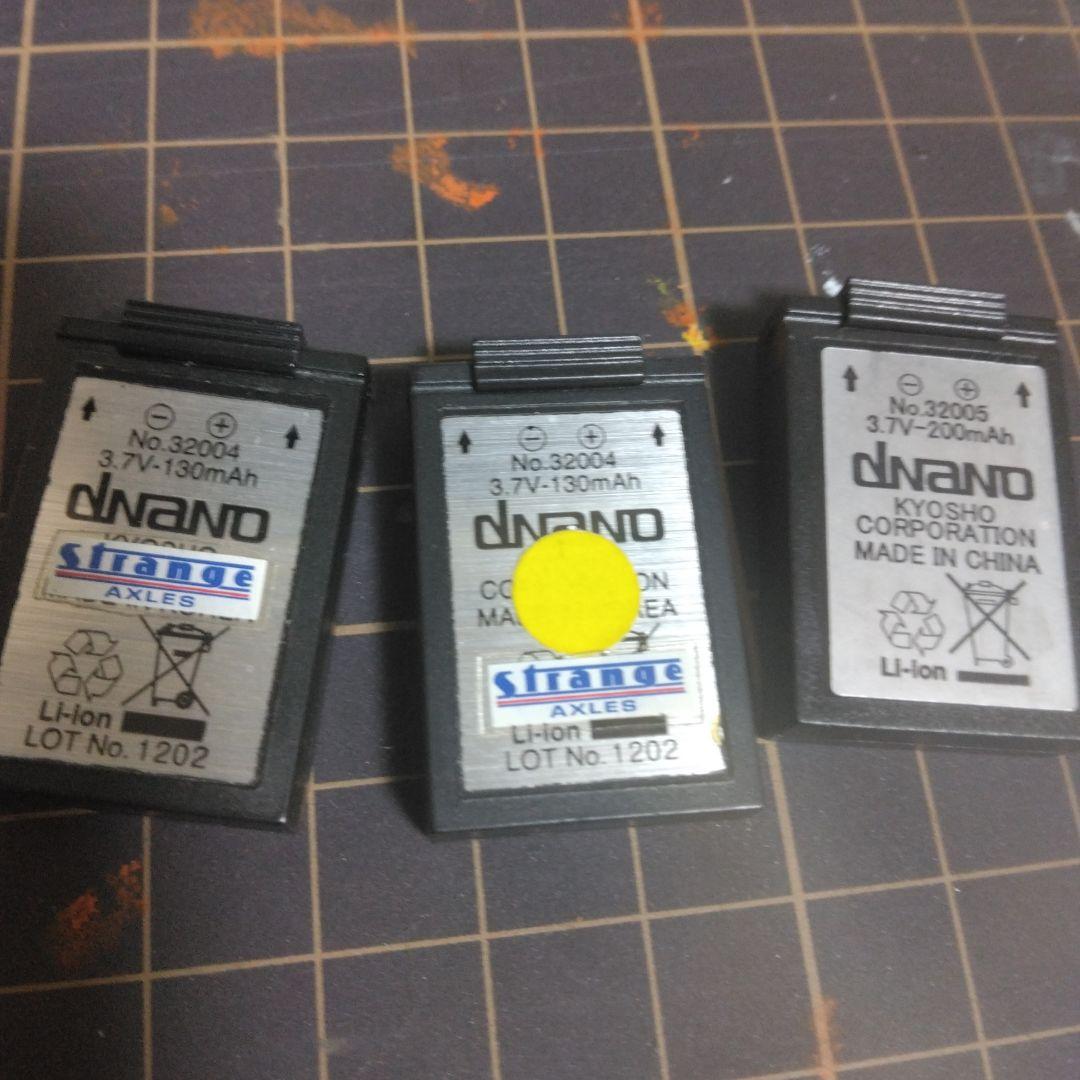 No.32004
3.7V-130mAh
dNaNO
strange
AXLES
Li-ion
LOT No. 1202
No.32004
3.7V-130mAh
dNaNO
strange
AXLES
Li-ion
LOT No. 1202
No.32005
3.7V-200mAh
dNaNO
KYOSHO
CORPORATION
MADE IN CHINA
Li-ion